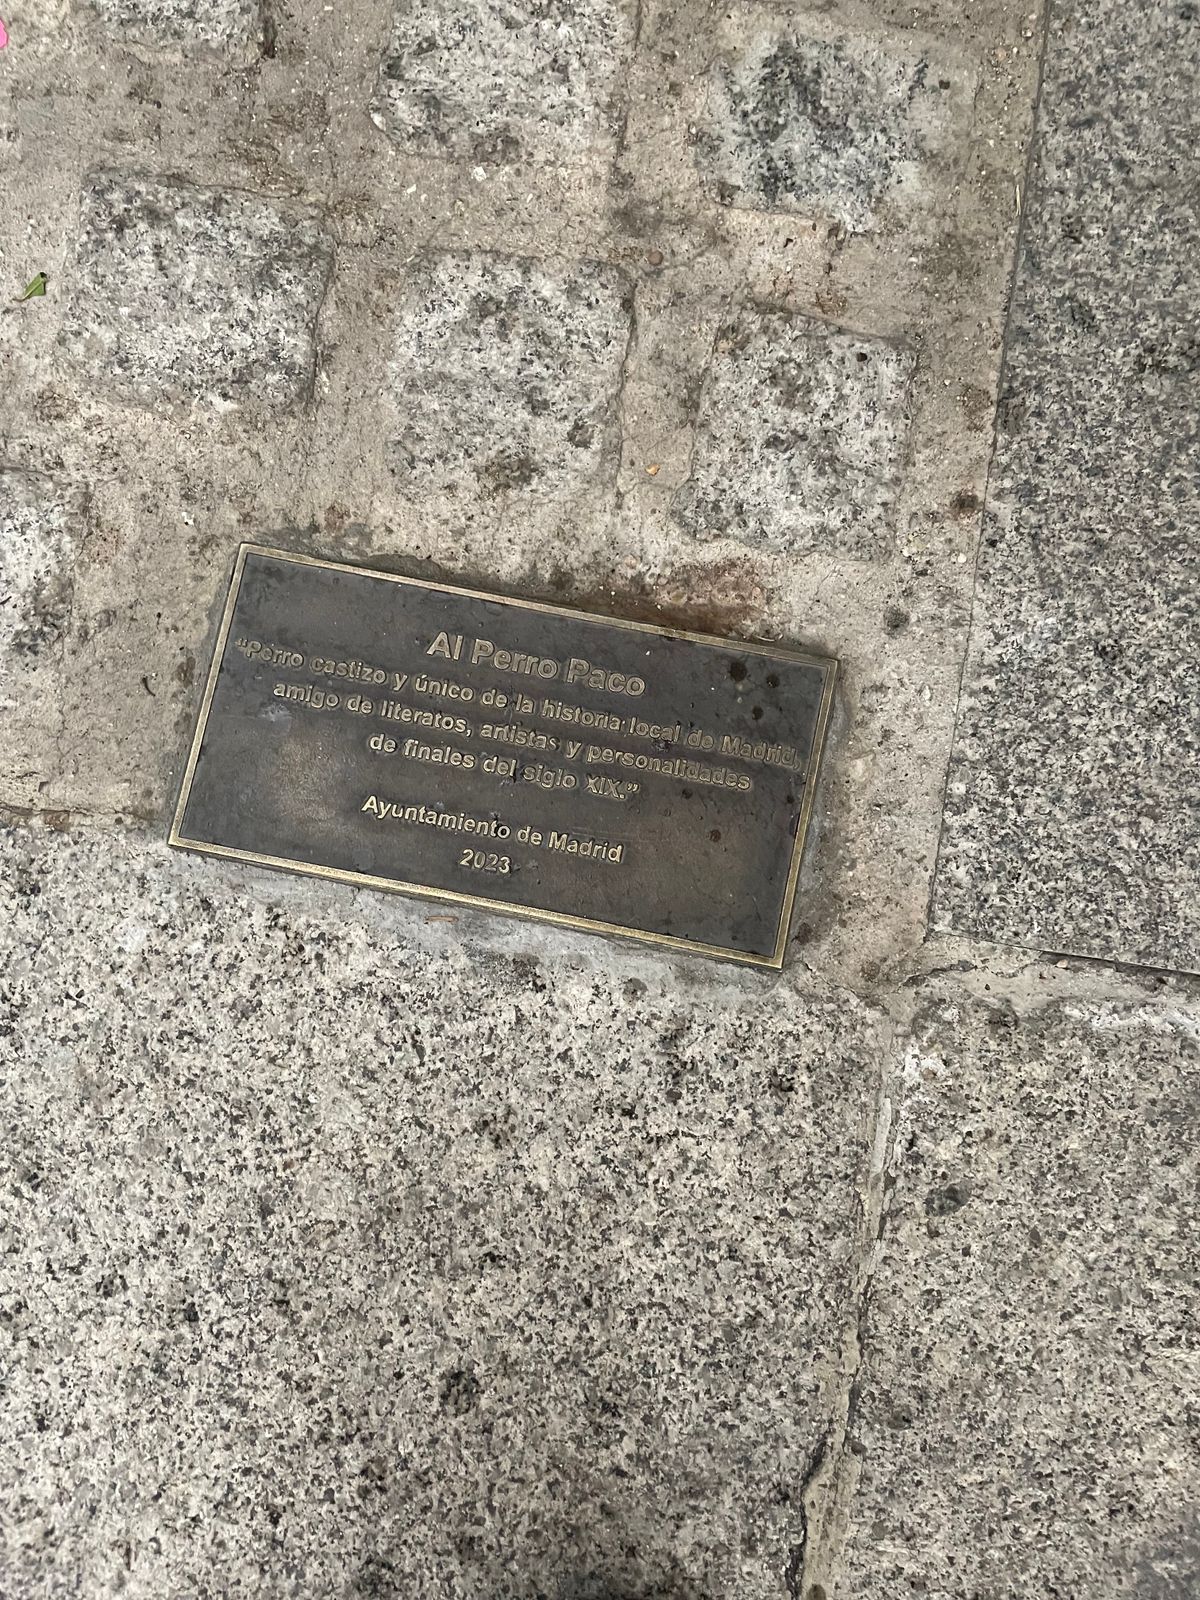 Al Perro Paco
“Perro castizo y único de la historia local de Madrid,
amigo de literatos, artistas y personalidades
de finales del siglo XIX.”
Ayuntamiento de Madrid
2023